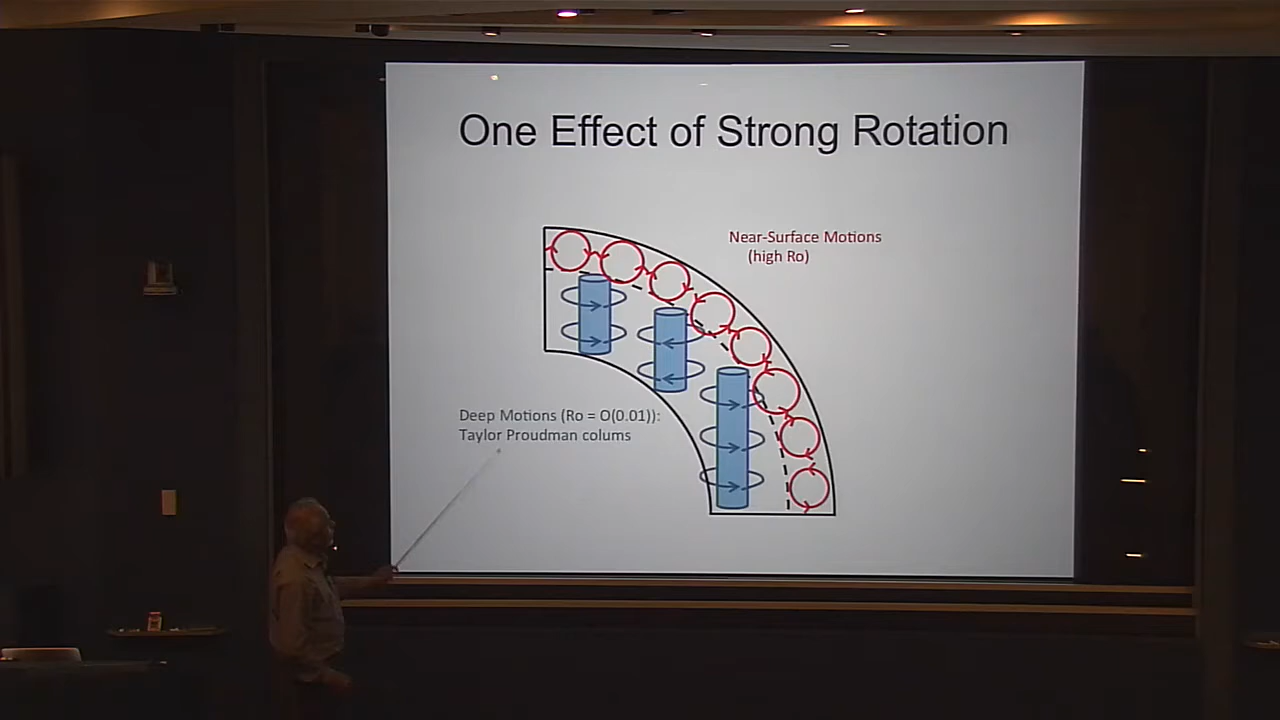 One Effect of Strong Rotation
Near-Surface Motions
(high Ro)
Deep Motions (Ro = O(0.01)):
Taylor Proudman colums